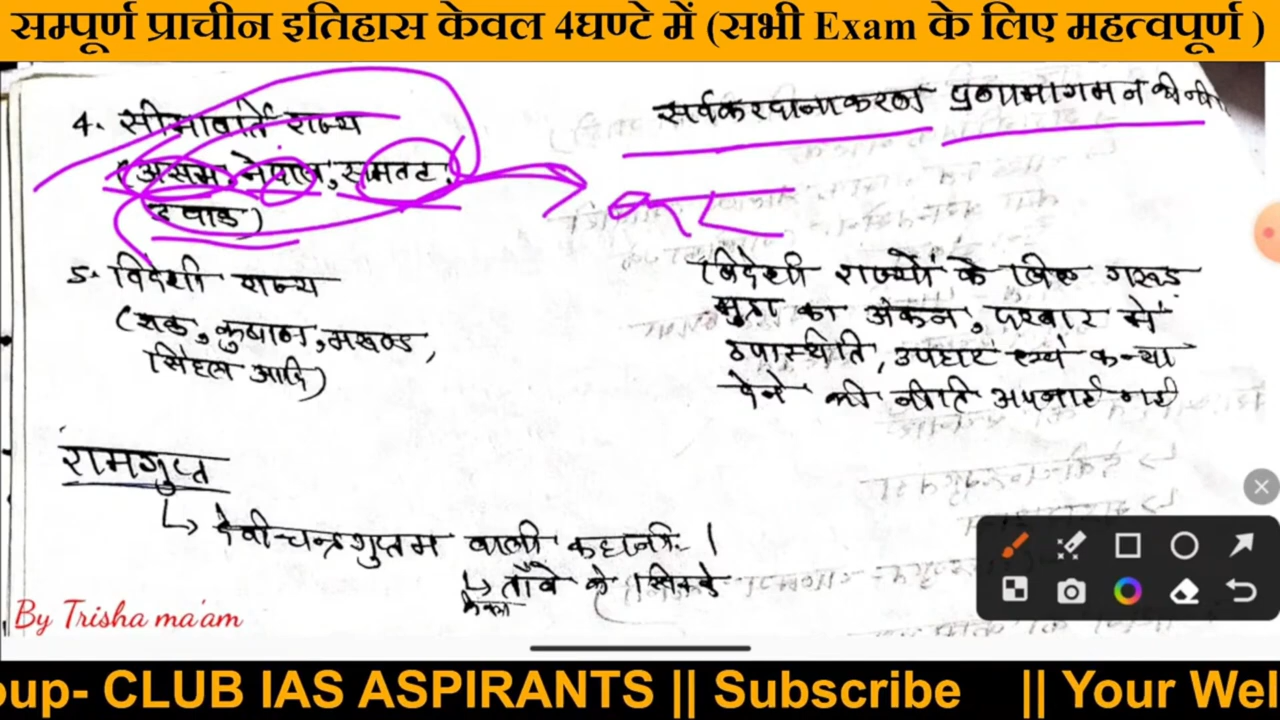 सम्पूर्ण प्राचीन इतिहास केवल 4घण्टे में (सभी Exam के लिए महत्वपूर्ण )
4. सीमावर्ति राज्य
(असम, नेपाल, समतट,
डवाक)
सर्वकरदानाकरण प्रणामागमन की
कर
5. विदेशी राज्य
(शक, कुषाण, मरुण्ड,
सिंहल आदि)
विदेशी राज्यों के लिए गरुड़
मुद्रा का अंकन, दरबार में
उपस्थिति, उपहार एवं कन्या
देने की नीति अपनाई गई
रामगुप्त
↳ देवीचन्द्रगुप्तम वाली कहानी।
↳ ताँबे के सिक्के
By Trisha ma'am
oup- CLUB IAS ASPIRANTS || Subscribe || Your Wel